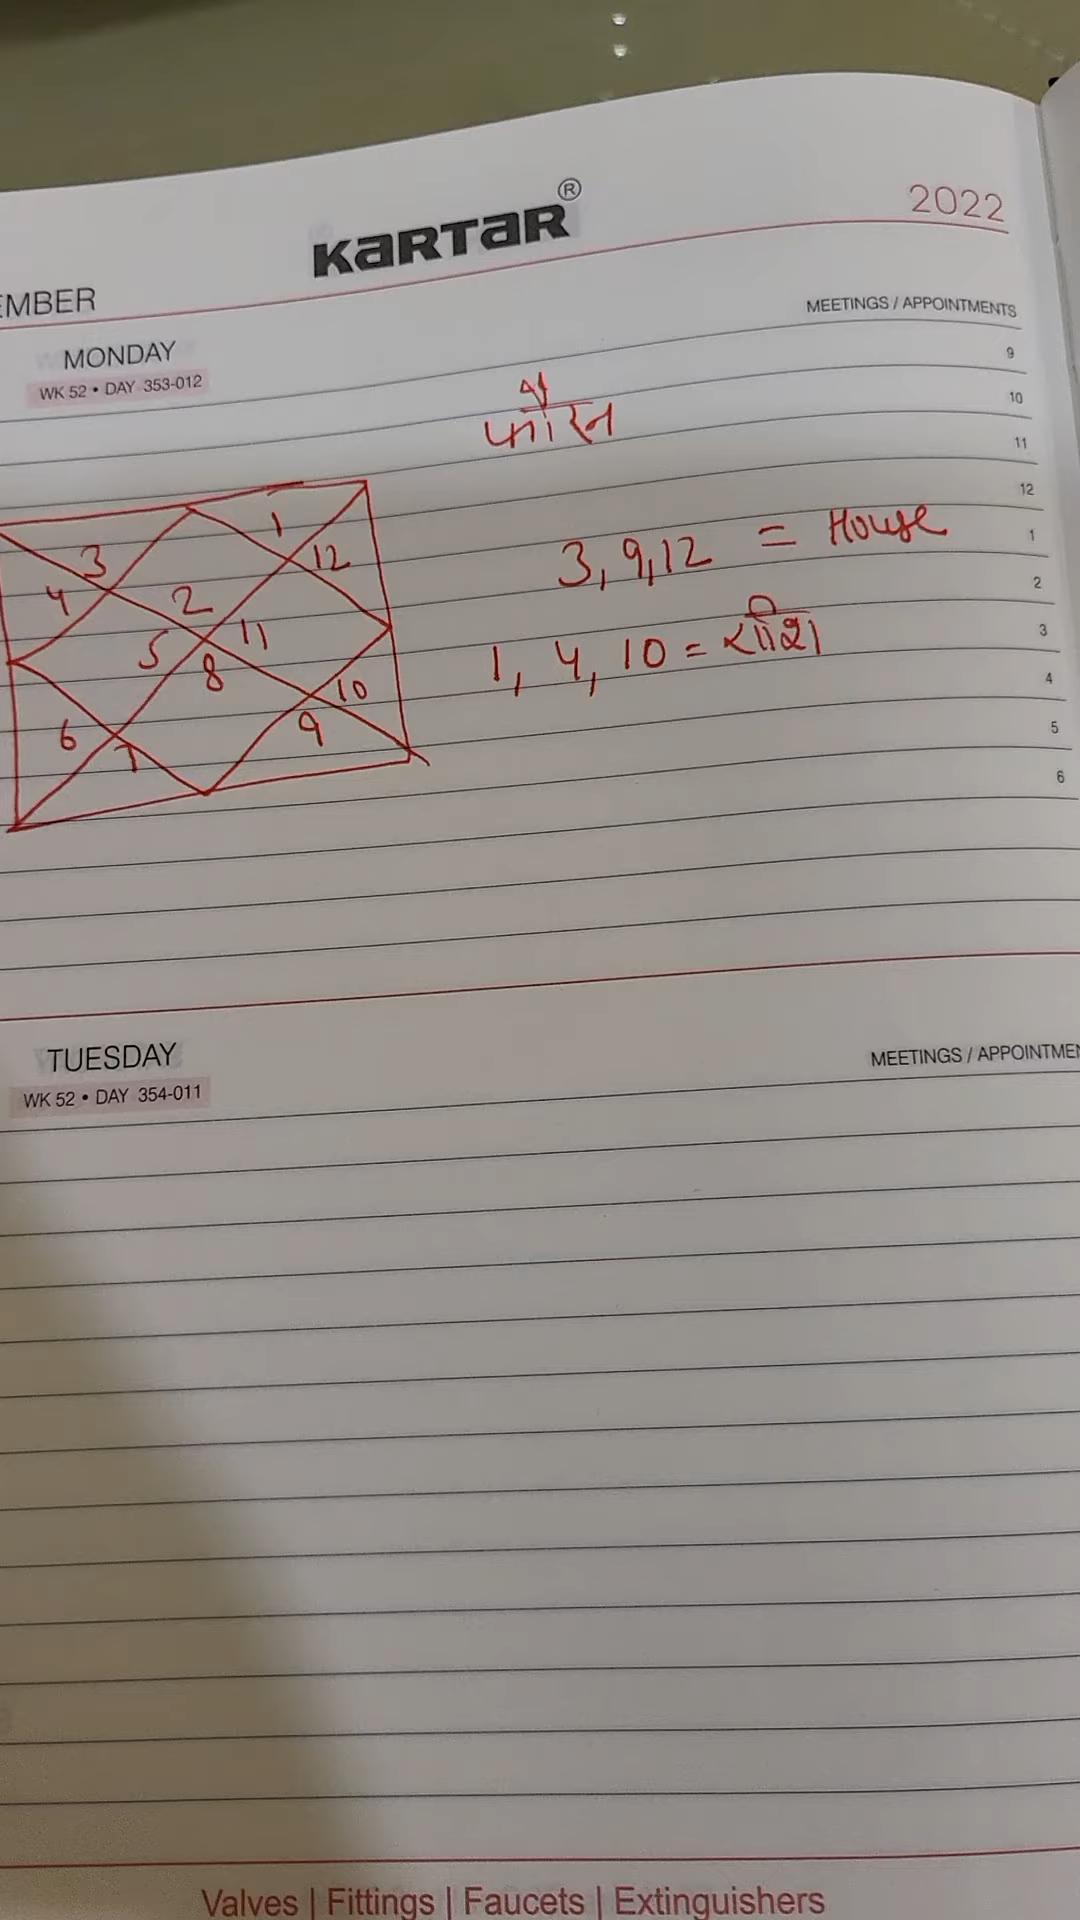 KARTAR®
2022
EMBER
MEETINGS / APPOINTMENTS
MONDAY
WK 52 • DAY 353-012
9
10
11
12
1
2
3
4
5
6
3, 9, 12 = House
1, 4, 10 = राशि
1
12
3
4
2
11
5
8
10
9
6
7
TUESDAY
WK 52 • DAY 354-011
MEETINGS / APPOINTMEN
Valves | Fittings | Faucets | Extinguishers